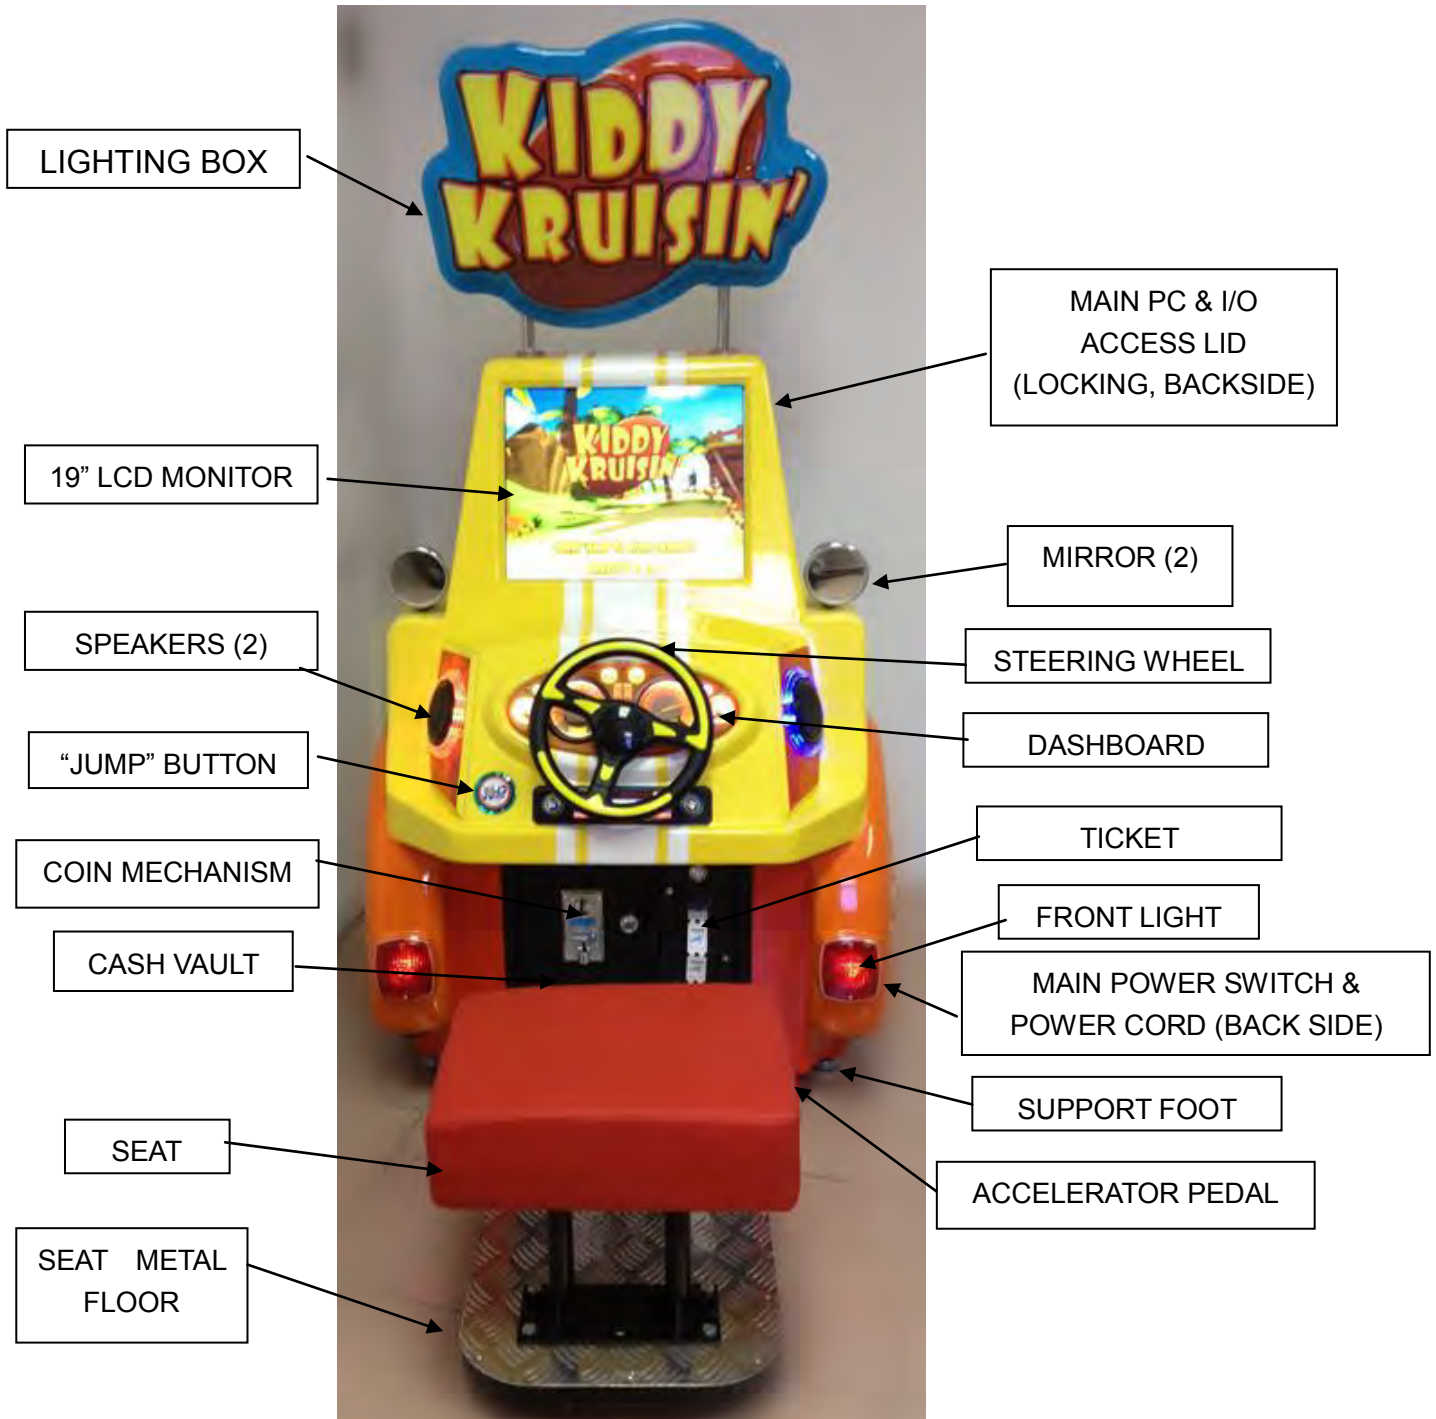 KIDDY
KRUISIN'
LIGHTING BOX
MAIN PC & I/O
ACCESS LID
(LOCKING, BACKSIDE)
KIDDY
KRUISIN'
19” LCD MONITOR
MIRROR (2)
SPEAKERS (2)
STEERING WHEEL
DASHBOARD
“JUMP” BUTTON
JUMP
TICKET
COIN MECHANISM
FRONT LIGHT
CASH VAULT
MAIN POWER SWITCH &
POWER CORD (BACK SIDE)
SUPPORT FOOT
SEAT
ACCELERATOR PEDAL
SEAT METAL
FLOOR